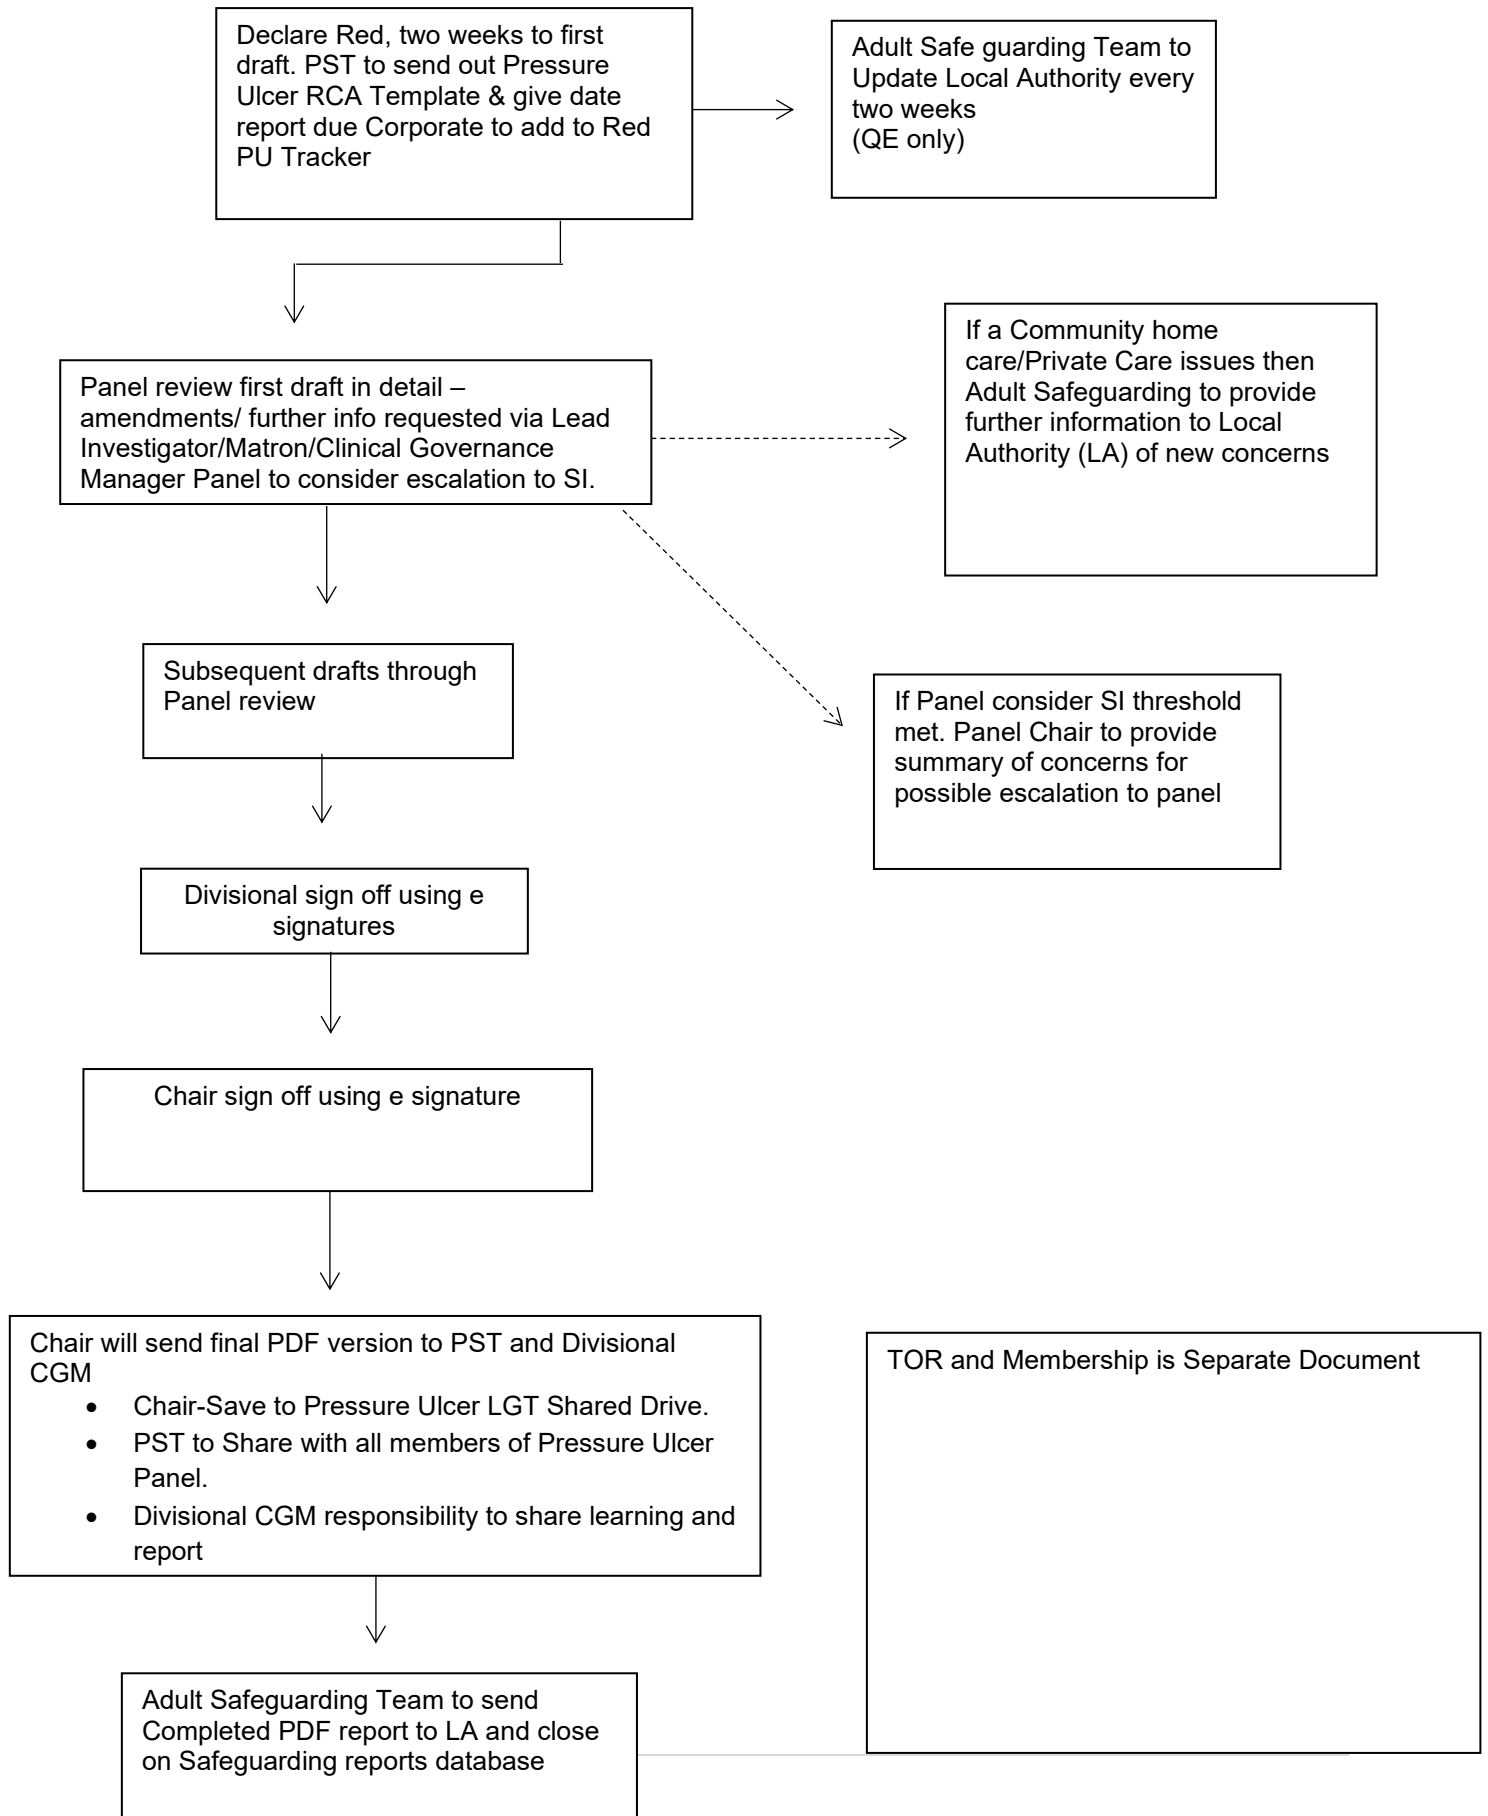 Declare Red, two weeks to first
draft. PST to send out Pressure
Ulcer RCA Template & give date
report due Corporate to add to Red
PU Tracker
Adult Safe guarding Team to
Update Local Authority every
two weeks
(QE only)
If a Community home
care/Private Care issues then
Adult Safeguarding to provide
further information to Local
Authority (LA) of new concerns
Panel review first draft in detail –
amendments/ further info requested via Lead
Investigator/Matron/Clinical Governance
Manager Panel to consider escalation to SI.
Subsequent drafts through
Panel review
If Panel consider SI threshold
met. Panel Chair to provide
summary of concerns for
possible escalation to panel
Divisional sign off using e
signatures
Chair sign off using e signature
Chair will send final PDF version to PST and Divisional
CGM
• Chair-Save to Pressure Ulcer LGT Shared Drive.
• PST to Share with all members of Pressure Ulcer
Panel.
• Divisional CGM responsibility to share learning and
report
TOR and Membership is Separate Document
Adult Safeguarding Team to send
Completed PDF report to LA and close
on Safeguarding reports database